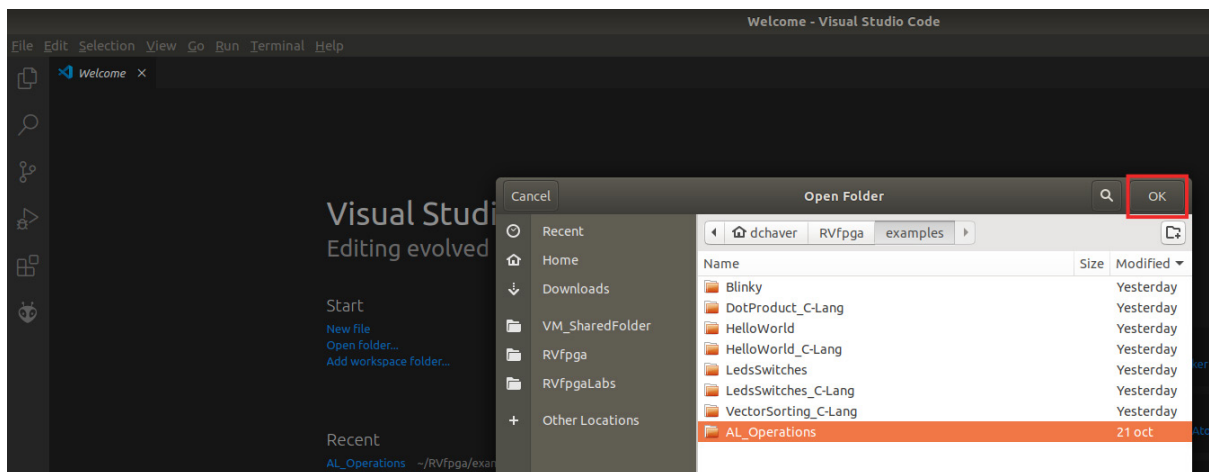 Welcome - Visual Studio Code
File Edit Selection View Go Run Terminal Help
Welcome ×
Visual Studi
Editing evolved
Start
New file
Open folder...
Add workspace folder...
Recent
AL_Operations ~/RVfpga/exam
Cancel Open Folder OK
Recent
Home
Downloads
VM_SharedFolder
RVfpga
RVfpgaLabs
+ Other Locations
dchaver RVfpga examples
Name Size Modified
Blinky Yesterday
DotProduct_C-Lang Yesterday
HelloWorld Yesterday
HelloWorld_C-Lang Yesterday
LedsSwitches Yesterday
LedsSwitches_C-Lang Yesterday
VectorSorting_C-Lang Yesterday
AL_Operations 21 oct